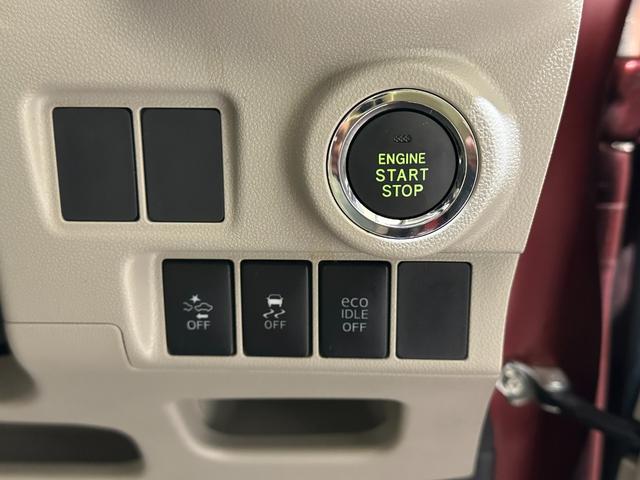 ENGINE
START
STOP
OFF
OFF
eco
IDLE
OFF